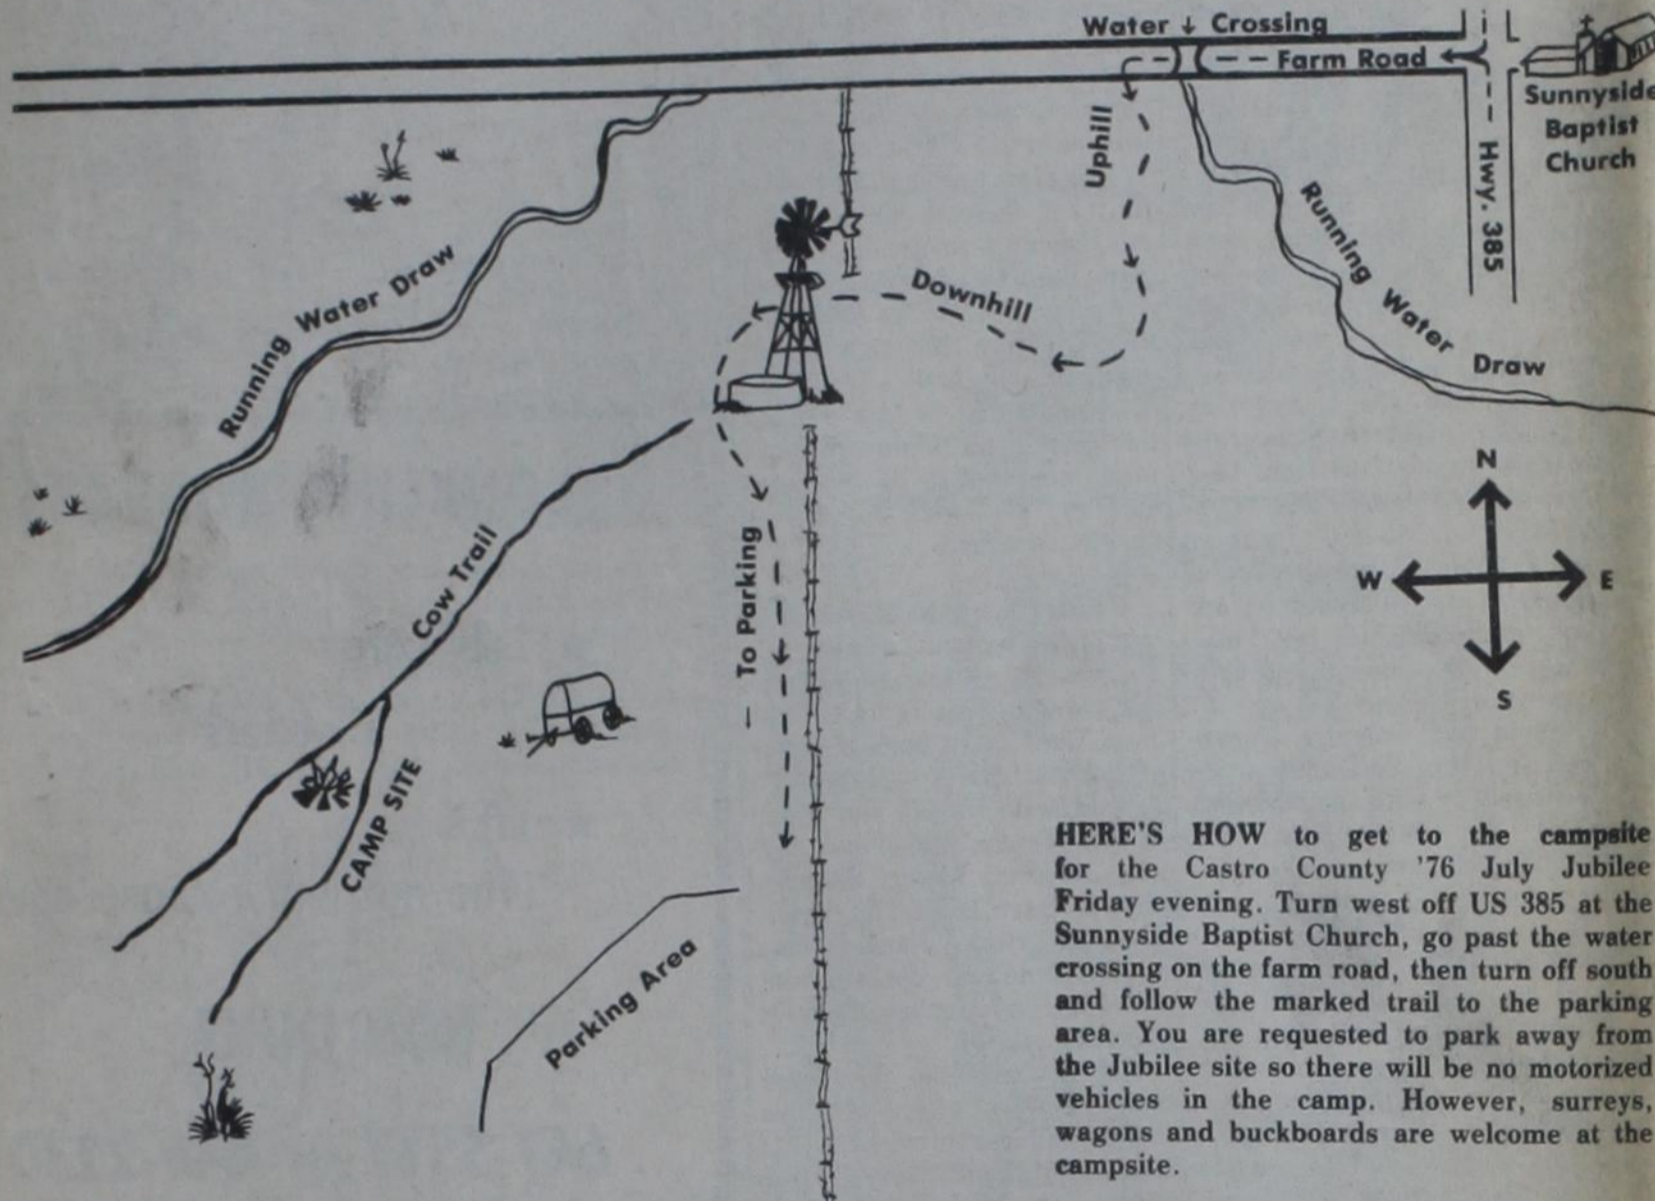 Water ↓ Crossing
Farm Road
Sunnyside
Baptist
Church
Hwy. 385
Uphill
Running Water Draw
Downhill
Running Water Draw
Cow Trail
To Parking
N
W E
S
CAMP SITE
Parking Area
HERE'S HOW to get to the campsite
for the Castro County '76 July Jubilee
Friday evening. Turn west off US 385 at the
Sunnyside Baptist Church, go past the water
crossing on the farm road, then turn off south
and follow the marked trail to the parking
area. You are requested to park away from
the Jubilee site so there will be no motorized
vehicles in the camp. However, surreys,
wagons and buckboards are welcome at the
campsite.